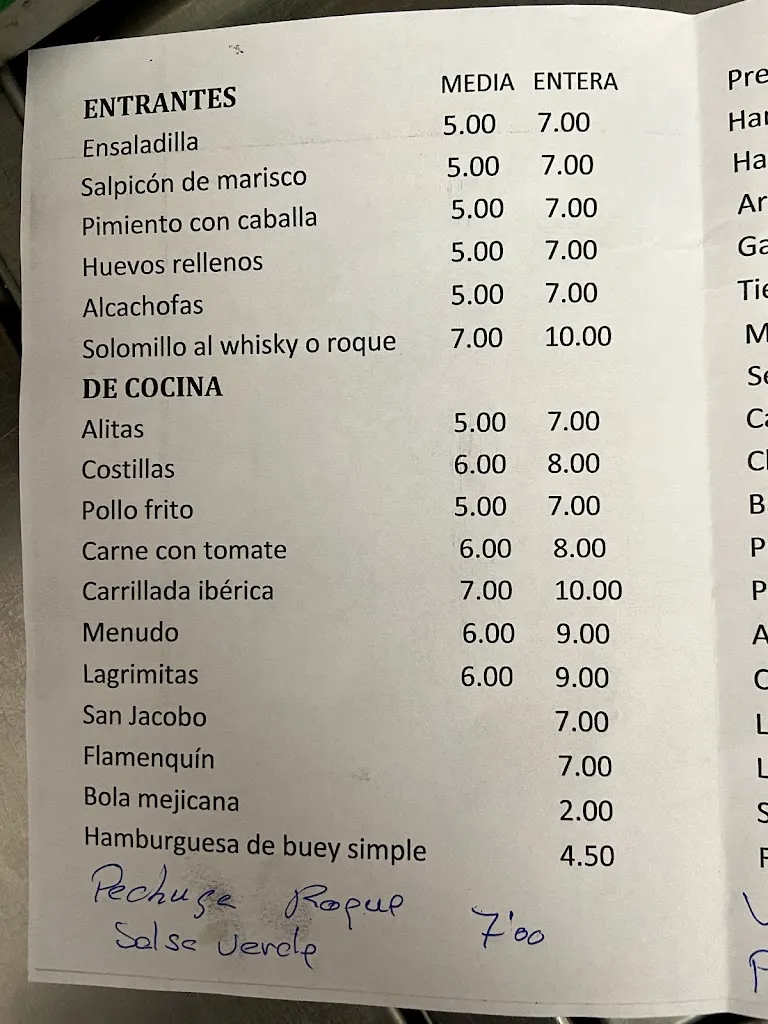 ENTRANTES MEDIA ENTERA
Ensaladilla 5.00 7.00
Salpicón de marisco 5.00 7.00
Pimiento con caballa 5.00 7.00
Huevos rellenos 5.00 7.00
Alcachofas 5.00 7.00
Solomillo al whisky o roque 7.00 10.00
DE COCINA
Alitas 5.00 7.00
Costillas 6.00 8.00
Pollo frito 5.00 7.00
Carne con tomate 6.00 8.00
Carrillada ibérica 7.00 10.00
Menudo 6.00 9.00
Lagrimitas 6.00 9.00
San Jacobo 7.00
Flamenquín 7.00
Bola mejicana 2.00
Hamburguesa de buey simple 4.50
Pechuga Roque
Salsa verde 7'00